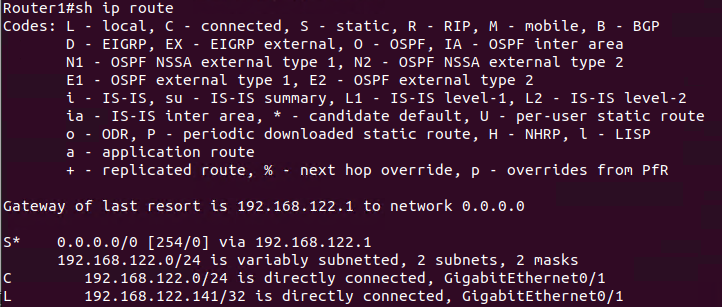 Router1#sh ip route
Codes: L - local, C - connected, S - static, R - RIP, M - mobile, B - BGP
       D - EIGRP, EX - EIGRP external, O - OSPF, IA - OSPF inter area
       N1 - OSPF NSSA external type 1, N2 - OSPF NSSA external type 2
       E1 - OSPF external type 1, E2 - OSPF external type 2
       i - IS-IS, su - IS-IS summary, L1 - IS-IS level-1, L2 - IS-IS level-2
       ia - IS-IS inter area, * - candidate default, U - per-user static route
       o - ODR, P - periodic downloaded static route, H - NHRP, l - LISP
       a - application route
       + - replicated route, % - next hop override, p - overrides from PfR
Gateway of last resort is 192.168.122.1 to network 0.0.0.0
S*    0.0.0.0/0 [254/0] via 192.168.122.1
      192.168.122.0/24 is variably subnetted, 2 subnets, 2 masks
C        192.168.122.0/24 is directly connected, GigabitEthernet0/1
L        192.168.122.141/32 is directly connected, GigabitEthernet0/1